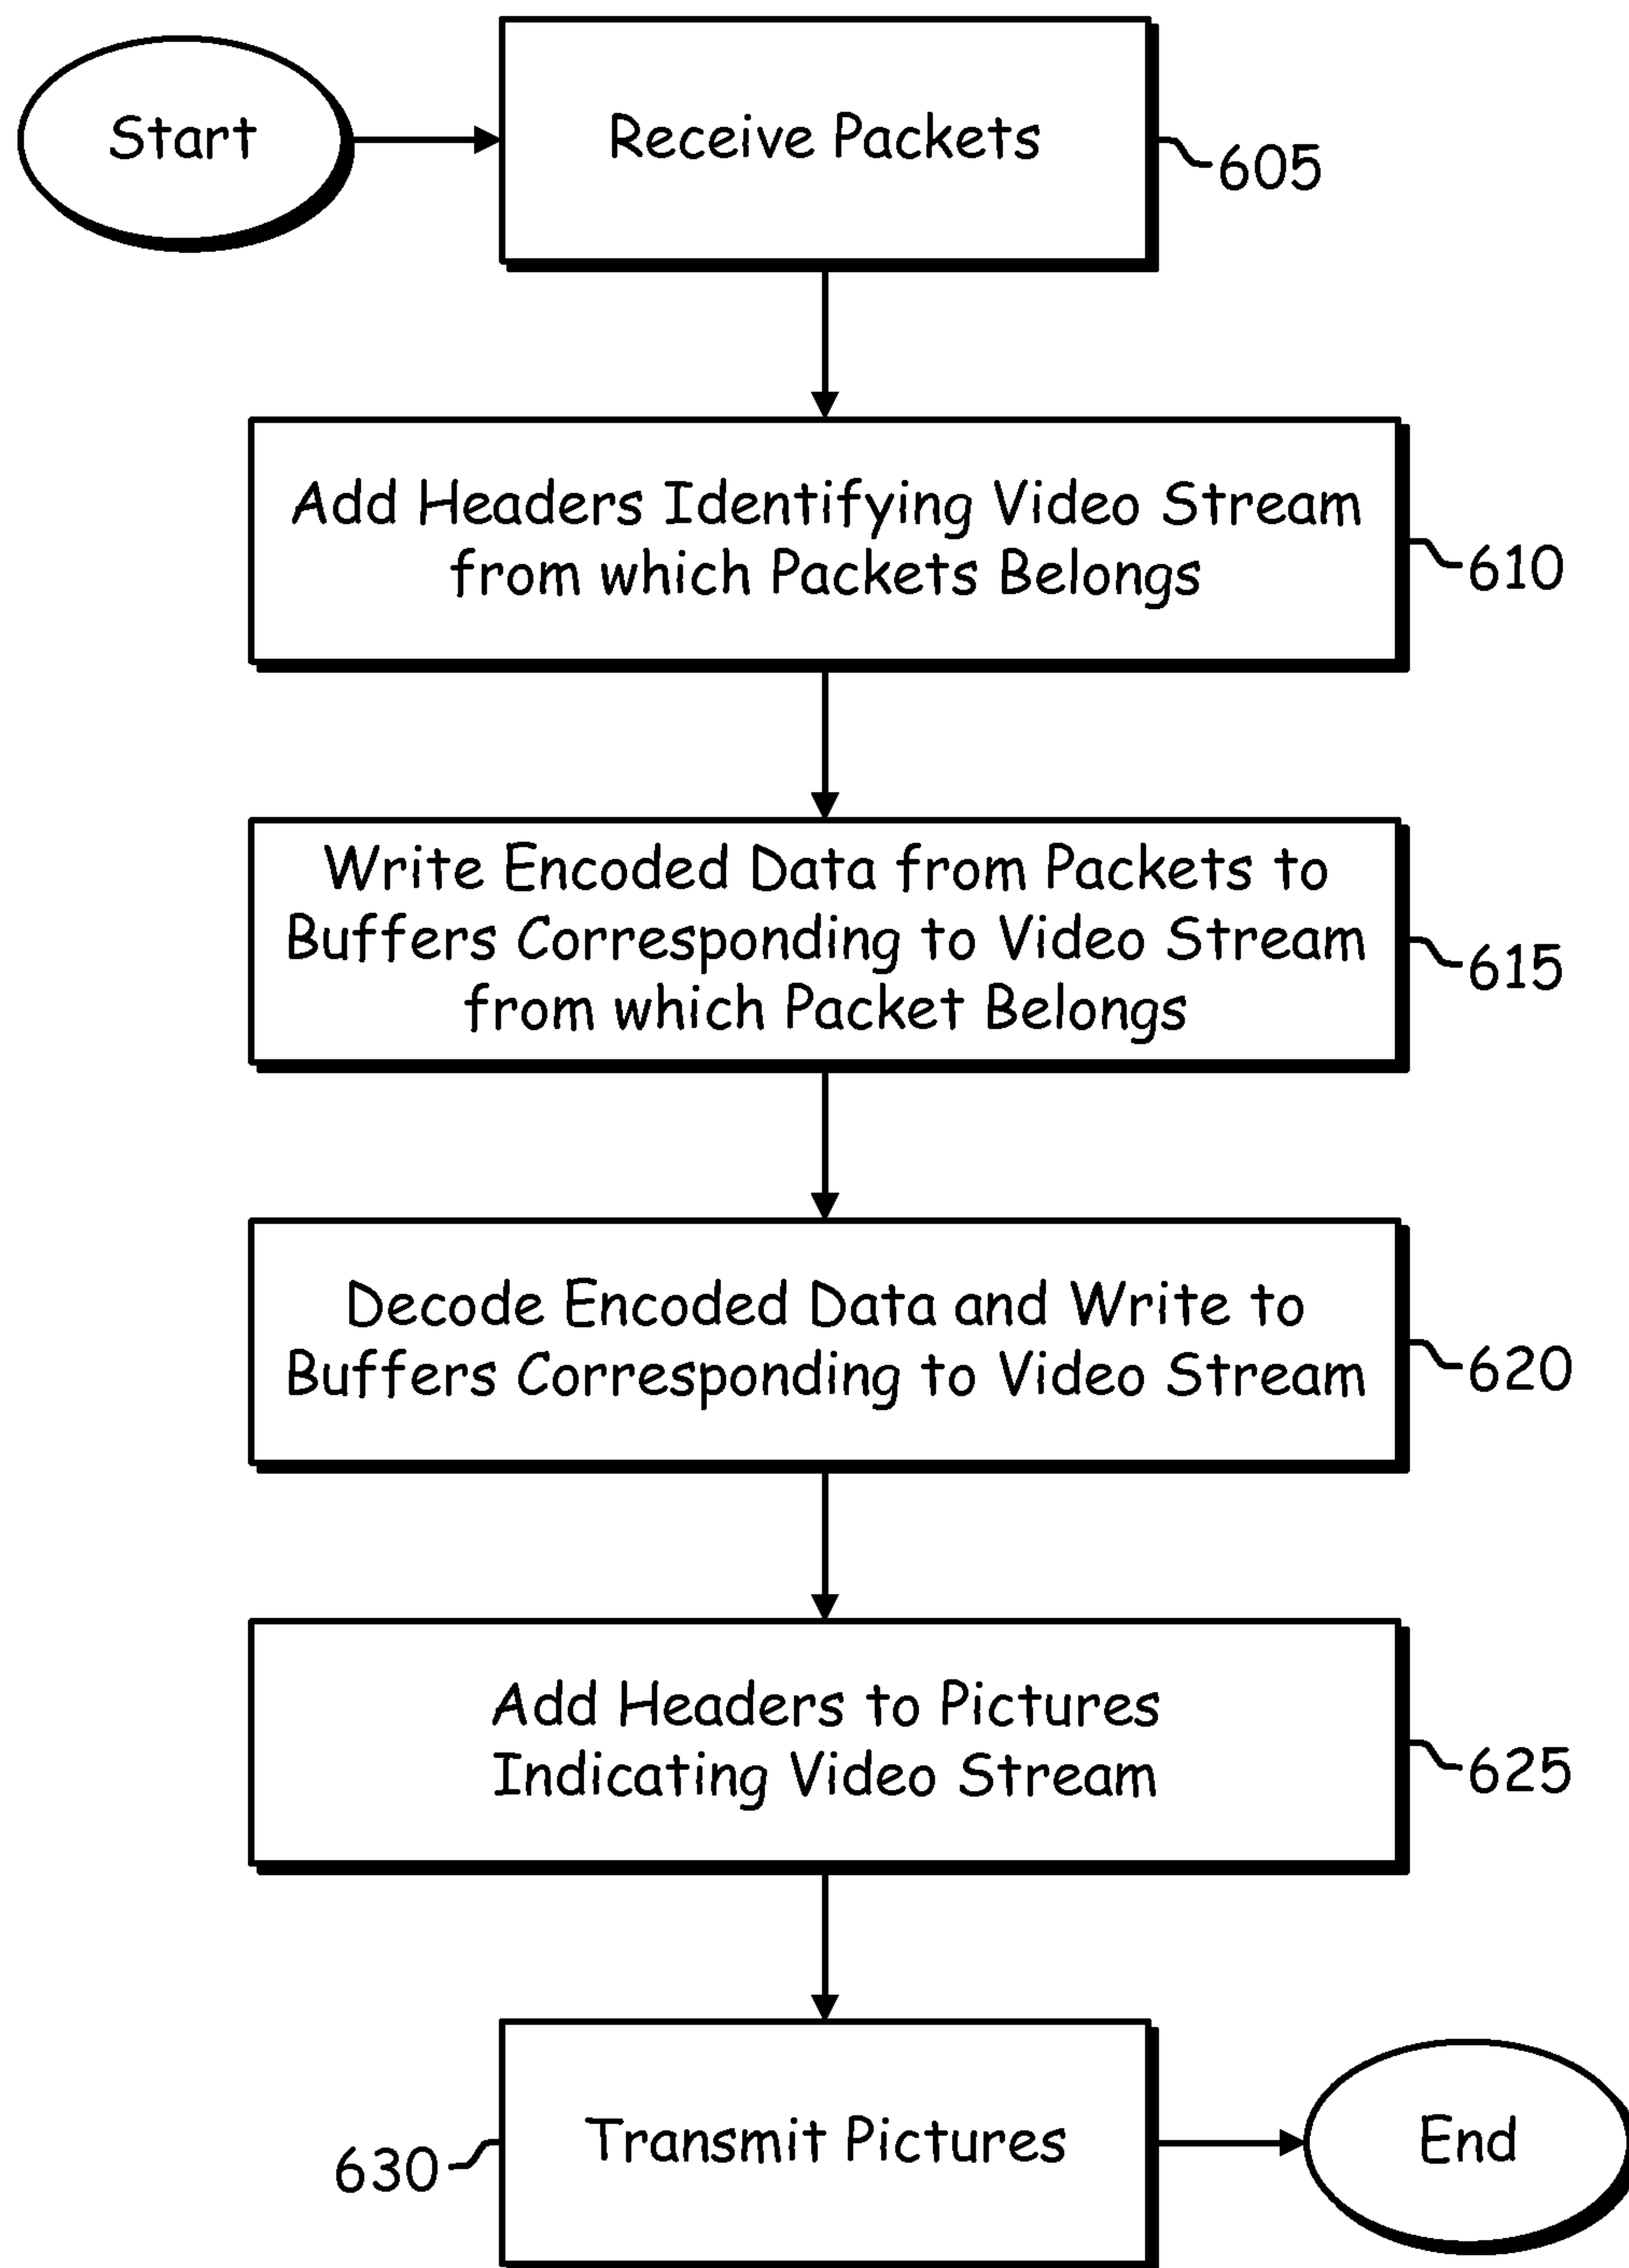 Start
Receive Packets
605
Add Headers Identifying Video Stream
from which Packets Belongs
610
Write Encoded Data from Packets to
Buffers Corresponding to Video Stream
from which Packet Belongs
615
Decode Encoded Data and Write to
Buffers Corresponding to Video Stream
620
Add Headers to Pictures
Indicating Video Stream
625
Transmit Pictures
630
End